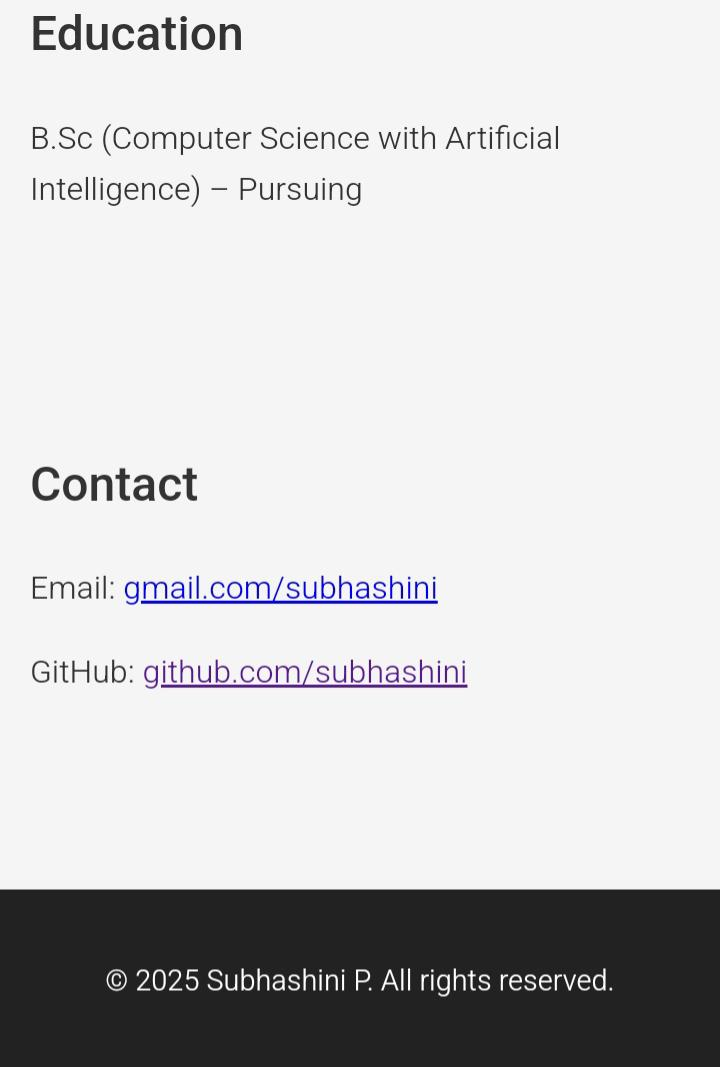 Education
B.Sc (Computer Science with Artificial
Intelligence) – Pursuing
Contact
Email: gmail.com/subhashini
GitHub: github.com/subhashini
© 2025 Subhashini P. All rights reserved.